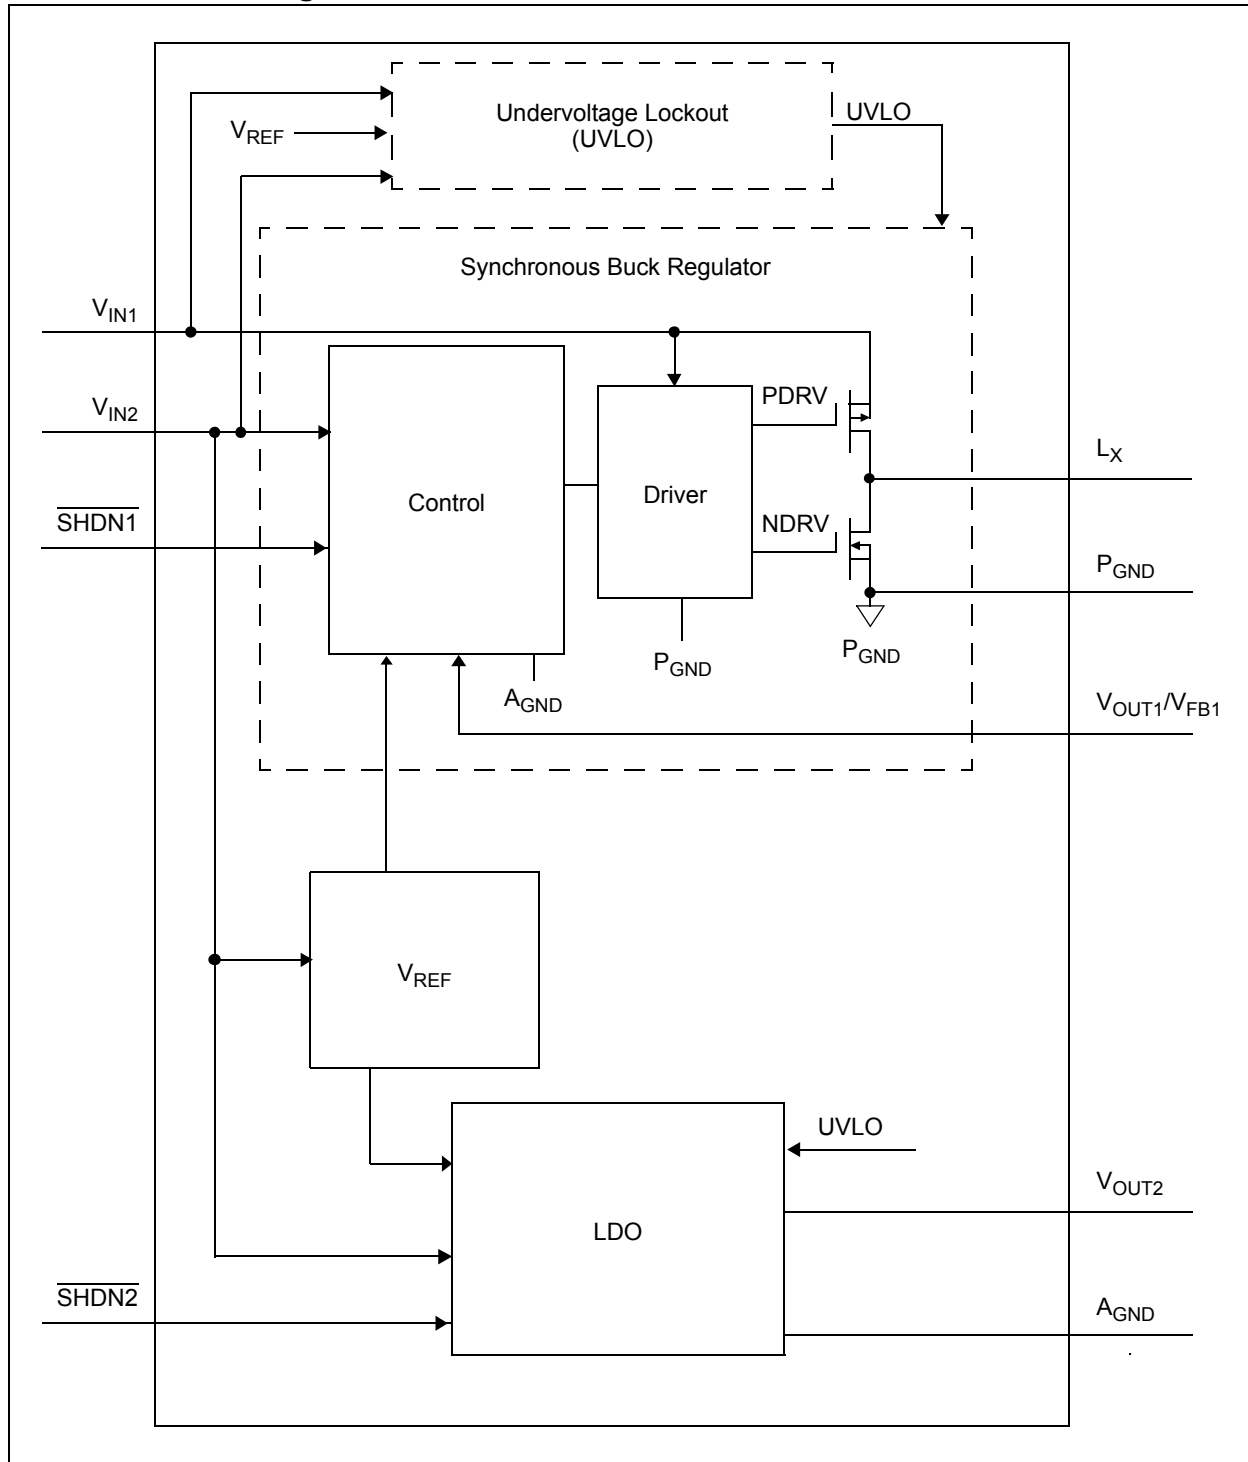 Undervoltage Lockout
(UVLO)
UVLO
VREF
Synchronous Buck Regulator
VIN1
VIN2
PDRV
LX
Control
Driver
SHDN1
NDRV
PGND
PGND
PGND
AGND
VOUT1/VFB1
VREF
UVLO
VOUT2
LDO
SHDN2
AGND